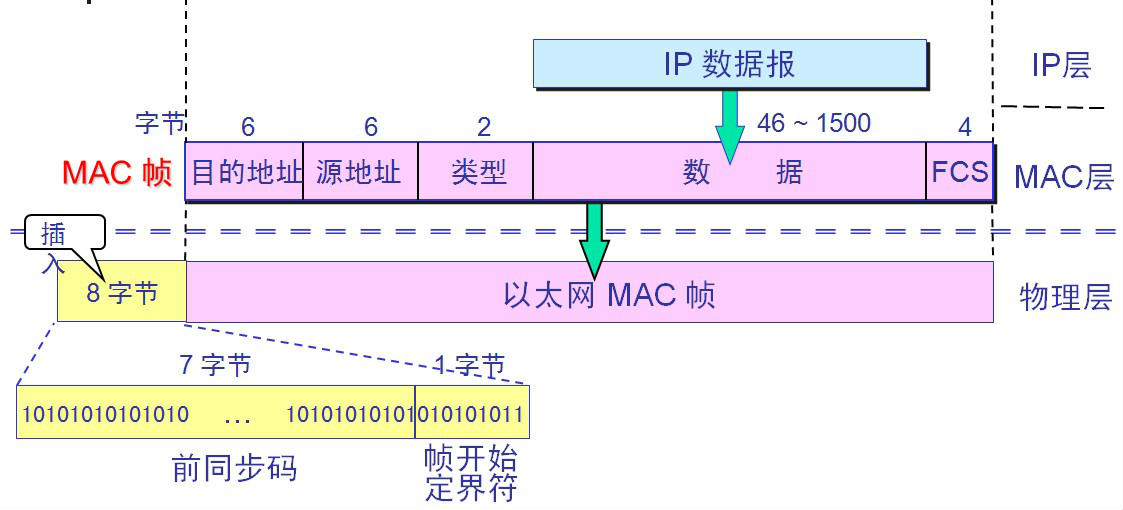 IP 数据报
IP层
字节
6
6
2
46 ~ 1500
4
MAC 帧
目的地址
源地址
类型
数 据
FCS
MAC层
插
入
8 字节
以太网 MAC 帧
物理层
7 字节
1 字节
10101010101010 … 10101010101
010101011
前同步码
帧开始
定界符